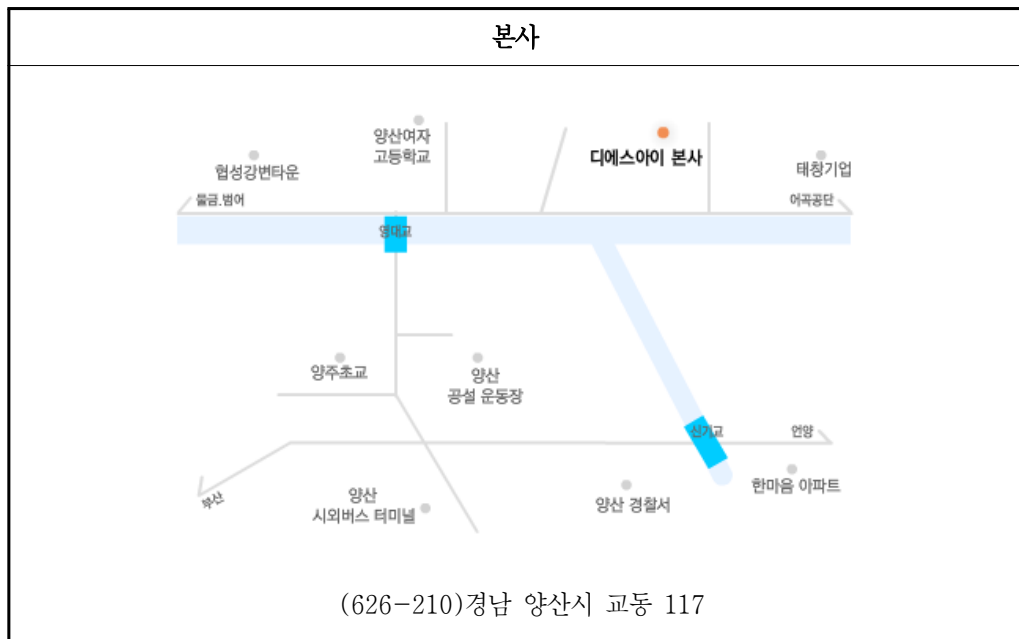 본사
양산여자
고등학교
협성강변타운
디에스아이 본사
태창기업
물금.범어
어곡공단
영대교
양주초교
양산
공설 운동장
신기교
언양
부산
양산
시외버스 터미널
양산 경찰서
한마음 아파트
(626-210)경남 양산시 교동 117